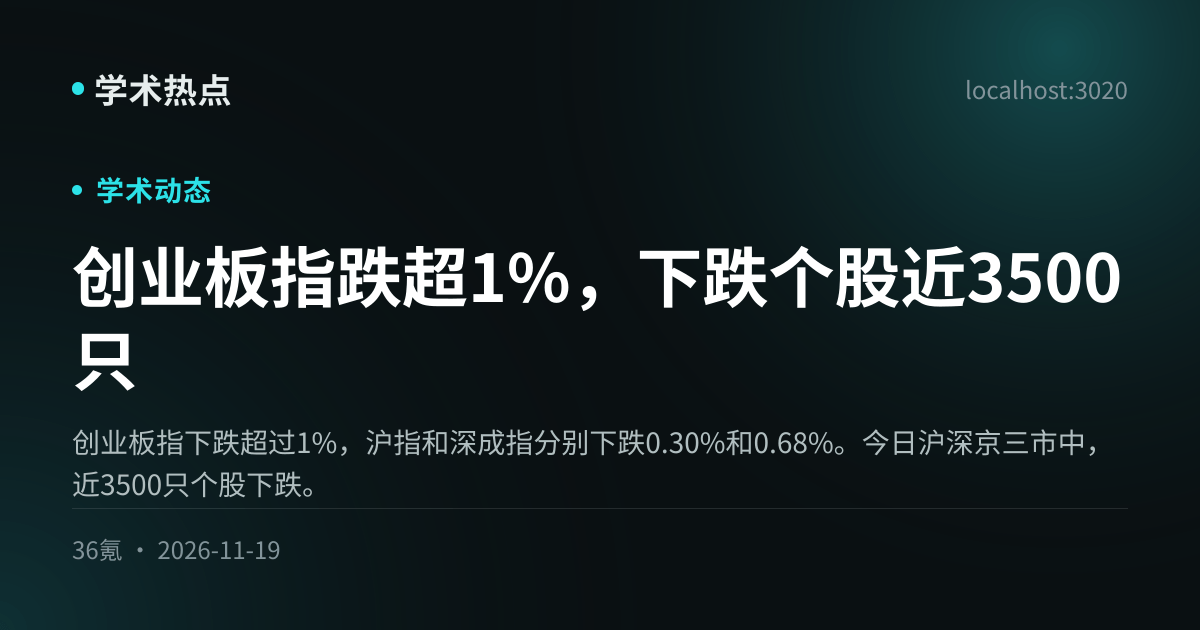 学术热点
localhost:3020
学术动态
创业板指跌超1%，下跌个股近3500
只
创业板指下跌超过1%，沪指和深成指分别下跌0.30%和0.68%。今日沪深京三市中，
近3500只个股下跌。
36氪 · 2026-11-19